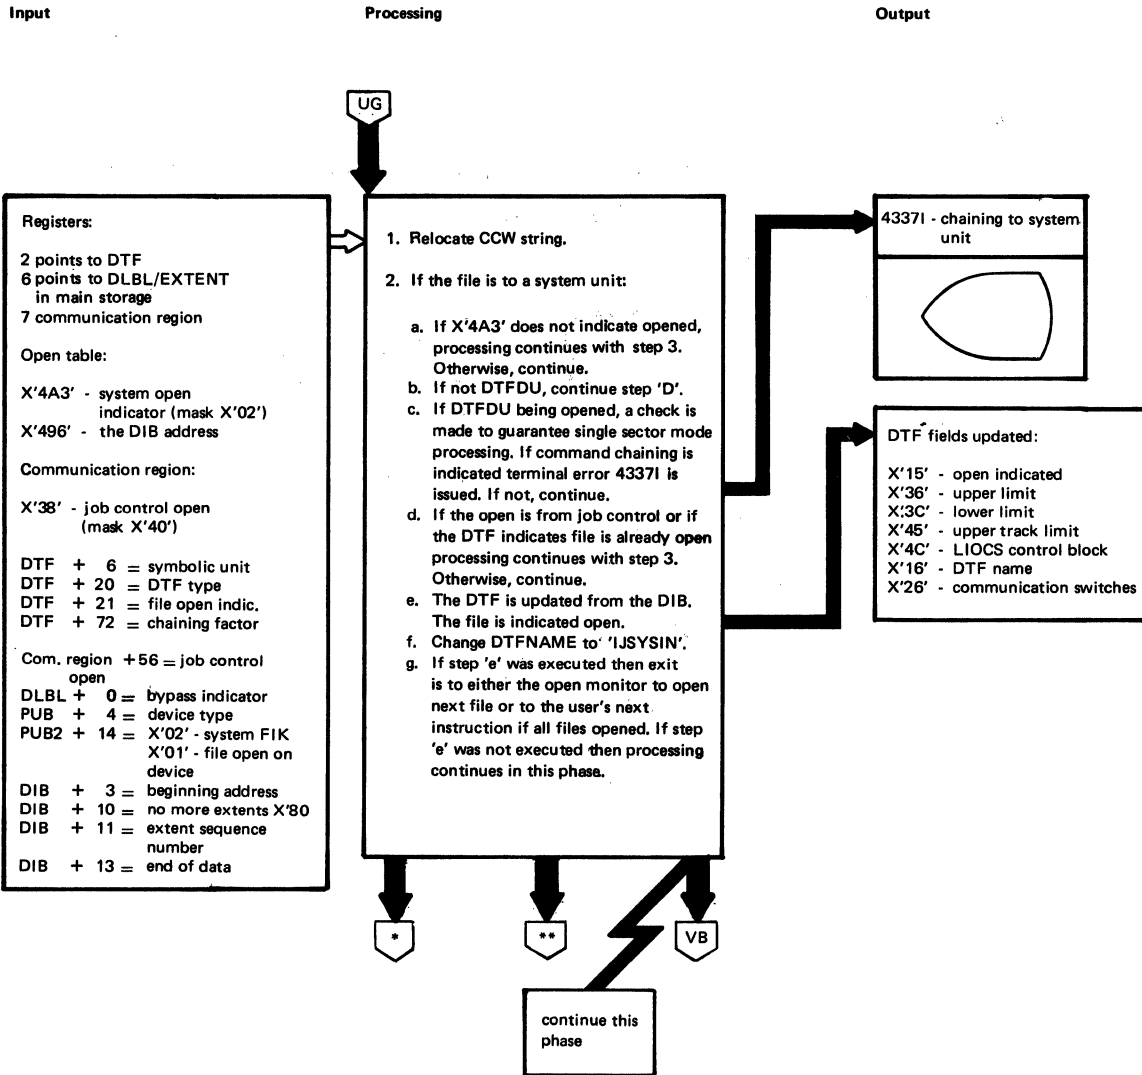 Input
Processing
Output
UG
Registers:
2 points to DTF
6 points to DLBL/EXTENT
in main storage
7 communication region
Open table:
X'4A3' - system open
indicator (mask X'02')
X'496' - the DIB address
Communication region:
X'38' - job control open
(mask X'40')
DTF + 6 = symbolic unit
DTF + 20 = DTF type
DTF + 21 = file open indic.
DTF + 72 = chaining factor
Com. region +56 = job control
open
DLBL + 0 = bypass indicator
PUB + 4 = device type
PUB2 + 14 = X'02' - system FIK
X'01' - file open on
device
DIB + 3 = beginning address
DIB + 10 = no more extents X'80
DIB + 11 = extent sequence
number
DIB + 13 = end of data
1. Relocate CCW string.
2. If the file is to a system unit:
a. If X'4A3' does not indicate opened,
processing continues with step 3.
Otherwise, continue.
b. If not DTFDU, continue step 'D'.
c. If DTFDU being opened, a check is
made to guarantee single sector mode
processing. If command chaining is
indicated terminal error 4337I is
issued. If not, continue.
d. If the open is from job control or if
the DTF indicates file is already open
processing continues with step 3.
Otherwise, continue.
e. The DTF is updated from the DIB.
The file is indicated open.
f. Change DTFNAME to 'IJSYSIN'.
g. If step 'e' was executed then exit
is to either the open monitor to open
next file or to the user's next
instruction if all files opened. If step
'e' was not executed then processing
continues in this phase.
4337I - chaining to system
unit
DTF fields updated:
X'15' - open indicated
X'36' - upper limit
X'3C' - lower limit
X'45' - upper track limit
X'4C' - LIOCS control block
X'16' - DTF name
X'26' - communication switches
*
**
VB
continue this
phase